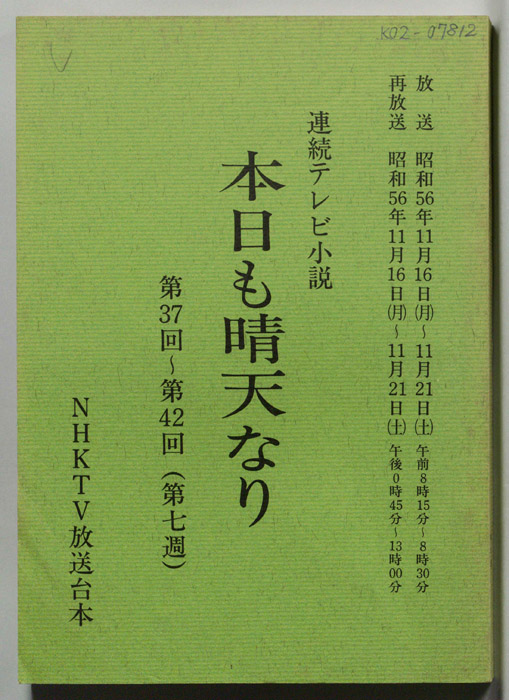 K02-07812
放送 昭和56年11月16日(月)～11月21日(土) 午前8時15分～8時30分
再放送 昭和56年11月16日(月)～11月21日(土) 午後0時45分～13時00分
連続テレビ小説
本日も晴天なり
第37回～第42回(第七週)
NHKTV放送台本